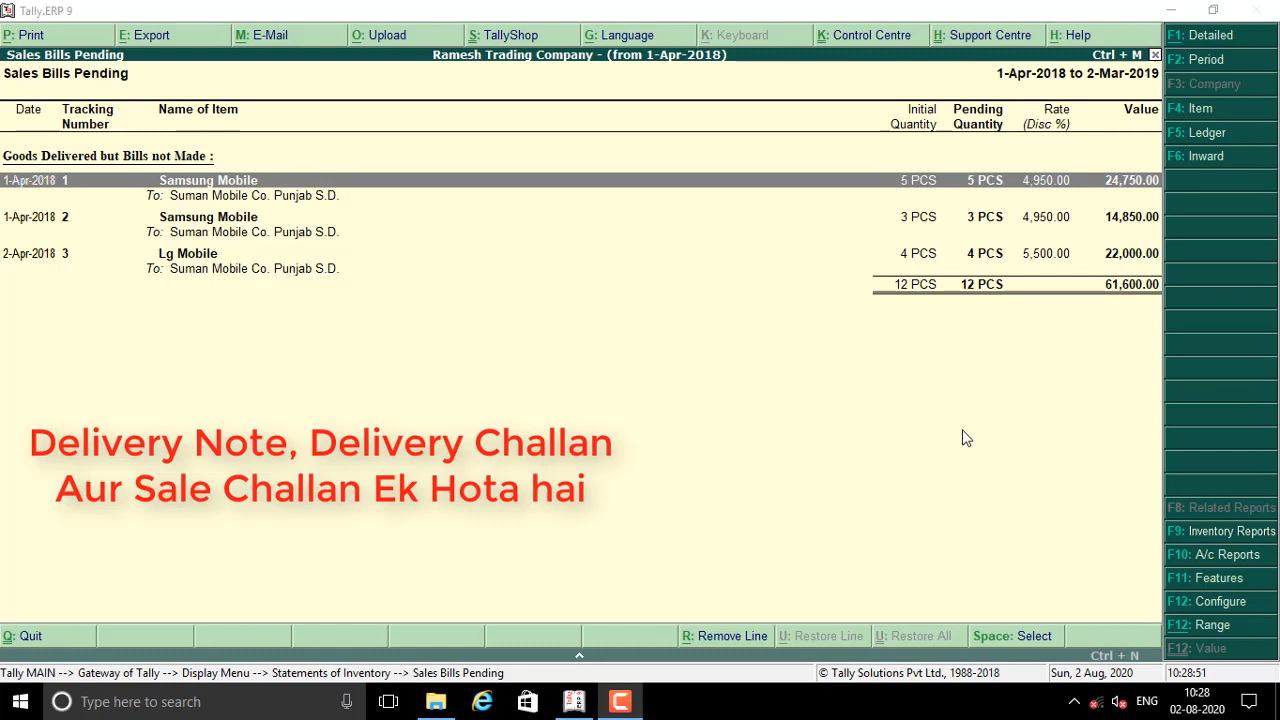 Tally.ERP 9
P: Print E: Export M: E-Mail O: Upload S: TallyShop G: Language K: Keyboard K: Control Centre H: Support Centre H: Help
Sales Bills Pending Ramesh Trading Company - (from 1-Apr-2018) Ctrl + M
Sales Bills Pending 1-Apr-2018 to 2-Mar-2019
Date Tracking Name of Item Initial Pending Rate Value
Number Quantity Quantity (Disc %)
Goods Delivered but Bills not Made :
1-Apr-2018 1 Samsung Mobile 5 PCS 5 PCS 4,950.00 24,750.00
To: Suman Mobile Co. Punjab S.D.
1-Apr-2018 2 Samsung Mobile 3 PCS 3 PCS 4,950.00 14,850.00
To: Suman Mobile Co. Punjab S.D.
2-Apr-2018 3 Lg Mobile 4 PCS 4 PCS 5,500.00 22,000.00
To: Suman Mobile Co. Punjab S.D.
12 PCS 12 PCS 61,600.00
Delivery Note, Delivery Challan
Aur Sale Challan Ek Hota hai
F1: Detailed
F2: Period
F3: Company
F4: Item
F5: Ledger
F6: Inward
F8: Related Reports
F9: Inventory Reports
F10: A/c Reports
F11: Features
F12: Configure
F12: Range
F12: Value
Q: Quit R: Remove Line U: Restore Line U: Restore All Space: Select
Ctrl + N
Tally MAIN --> Gateway of Tally --> Display Menu --> Statements of Inventory --> Sales Bills Pending © Tally Solutions Pvt Ltd., 1988-2018 Sun, 2 Aug, 2020 10:28:51
Type here to search ENG 10:28
02-08-2020